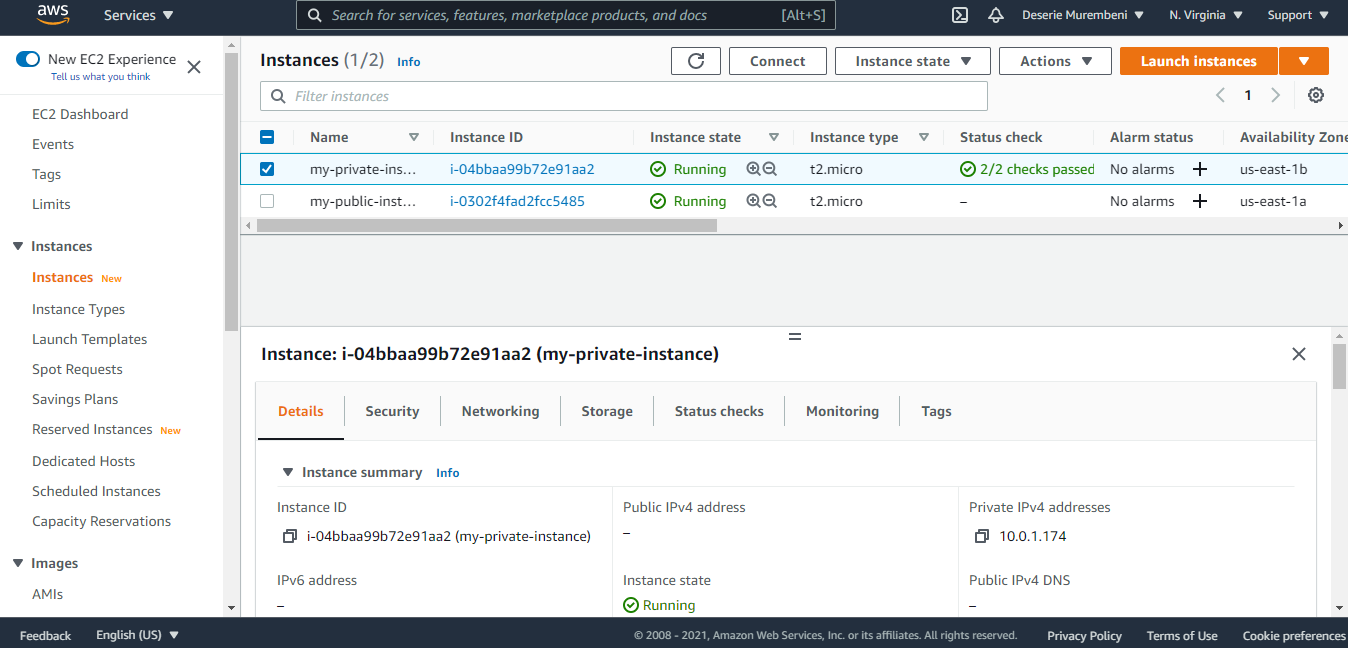 aws
Services
Search for services, features, marketplace products, and docs [Alt+S]
Deserie Murembeni
N. Virginia
Support
New EC2 Experience
Tell us what you think
EC2 Dashboard
Events
Tags
Limits
Instances
Instances New
Instance Types
Launch Templates
Spot Requests
Savings Plans
Reserved Instances New
Dedicated Hosts
Scheduled Instances
Capacity Reservations
Images
AMIs
Instances (1/2) Info
Connect
Instance state
Actions
Launch instances
Filter instances
1
Name Instance ID Instance state Instance type Status check Alarm status Availability Zone
my-private-ins... i-04bbaa99b72e91aa2 Running t2.micro 2/2 checks passed No alarms + us-east-1b
my-public-inst... i-0302f4fad2fcc5485 Running t2.micro – No alarms + us-east-1a
Instance: i-04bbaa99b72e91aa2 (my-private-instance)
Details Security Networking Storage Status checks Monitoring Tags
Instance summary Info
Instance ID
i-04bbaa99b72e91aa2 (my-private-instance)
Public IPv4 address
–
Private IPv4 addresses
10.0.1.174
IPv6 address
–
Instance state
Running
Public IPv4 DNS
–
Feedback English (US) © 2008 - 2021, Amazon Web Services, Inc. or its affiliates. All rights reserved. Privacy Policy Terms of Use Cookie preferences